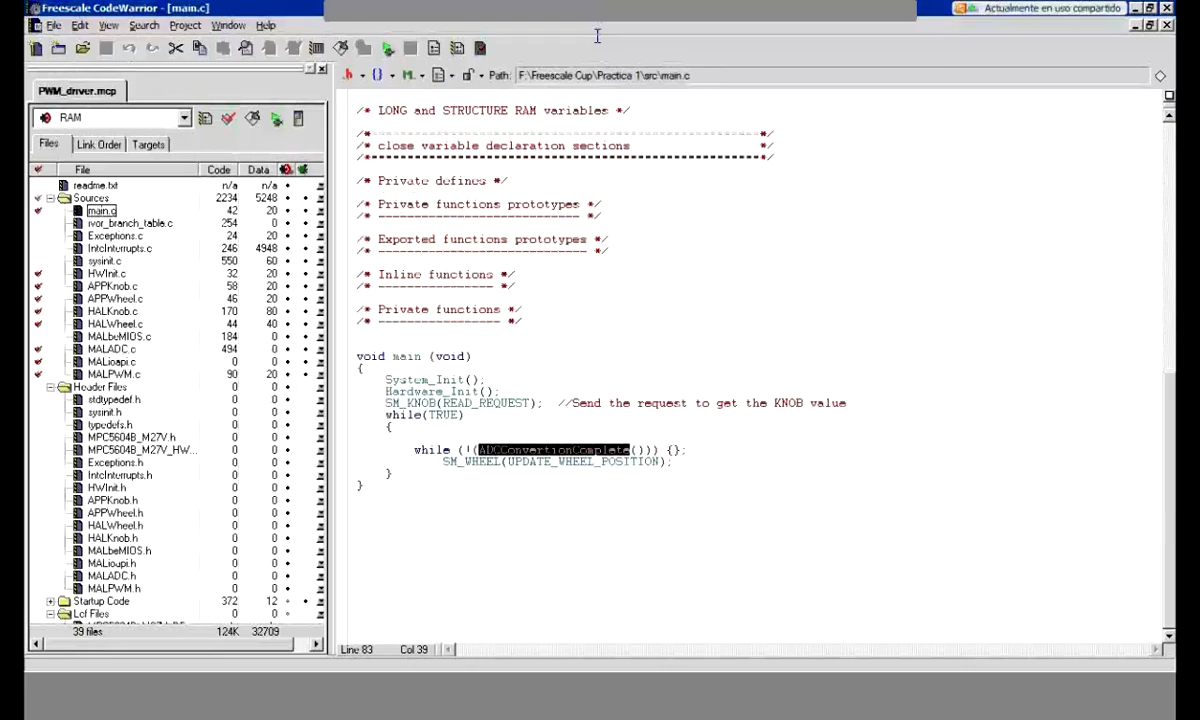 Freescale CodeWarrior - [main.c]
Actualmente en uso compartido
File Edit View Search Project Window Help
PWM_driver.mcp
Path: F:\Freescale Cup\Practica 1\src\main.c
RAM
Files Link Order Targets
File Code Data
readme.txt n/a n/a
Sources 2234 5248
main.c 42 20
ivor_branch_table.c 254 0
Exceptions.c 24 20
IntcInterrupts.c 246 4948
sysinit.c 550 60
HWInit.c 32 20
APPKnob.c 58 20
APPWheel.c 46 20
HALKnob.c 170 80
HALWheel.c 44 40
MALbeMIOS.c 184 0
MALADC.c 494 0
MALioapi.c 0 0
MALPWM.c 90 20
Header Files 0 0
stdtypedef.h 0 0
sysinit.h 0 0
typedefs.h 0 0
MPC5604B_M27V.h 0 0
MPC5604B_M27V_HW... 0 0
Exceptions.h 0 0
IntcInterrupts.h 0 0
HWInit.h 0 0
APPKnob.h 0 0
APPWheel.h 0 0
HALWheel.h 0 0
HALKnob.h 0 0
MALbeMIOS.h 0 0
MALioapi.h 0 0
MALADC.h 0 0
MALPWM.h 0 0
Startup Code 372 12
Lcf Files 0 0
39 files 124K 32709
/* LONG and STRUCTURE RAM variables */
/*-----------------------------------------------------*/
/* close variable declaration sections */
/*-----------------------------------------------------*/
/* Private defines */
/* Private functions prototypes */
/* ---------------------------- */
/* Exported functions prototypes */
/* ----------------------------- */
/* Inline functions */
/* ---------------- */
/* Private functions */
/* ----------------- */
void main (void)
{
System_Init();
Hardware_Init();
SM_KNOB(READ_REQUEST); //Send the request to get the KNOB value
while(TRUE)
{
while (!(ADCConvertionComplete())) {};
SM_WHEEL(UPDATE_WHEEL_POSITION);
}
}
Line 83 Col 39